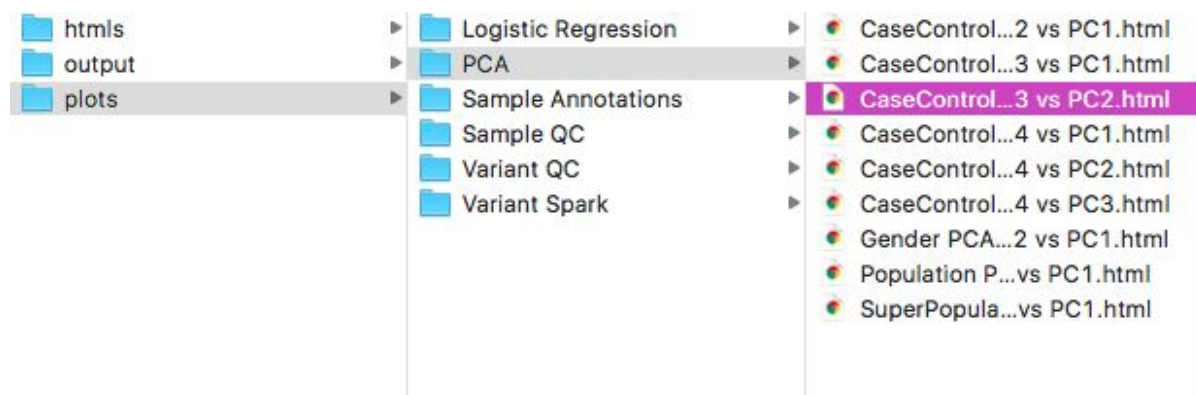 htmls
output
plots
Logistic Regression
PCA
Sample Annotations
Sample QC
Variant QC
Variant Spark
CaseControl...2 vs PC1.html
CaseControl...3 vs PC1.html
CaseControl...3 vs PC2.html
CaseControl...4 vs PC1.html
CaseControl...4 vs PC2.html
CaseControl...4 vs PC3.html
Gender PCA...2 vs PC1.html
Population P...vs PC1.html
SuperPopula...vs PC1.html